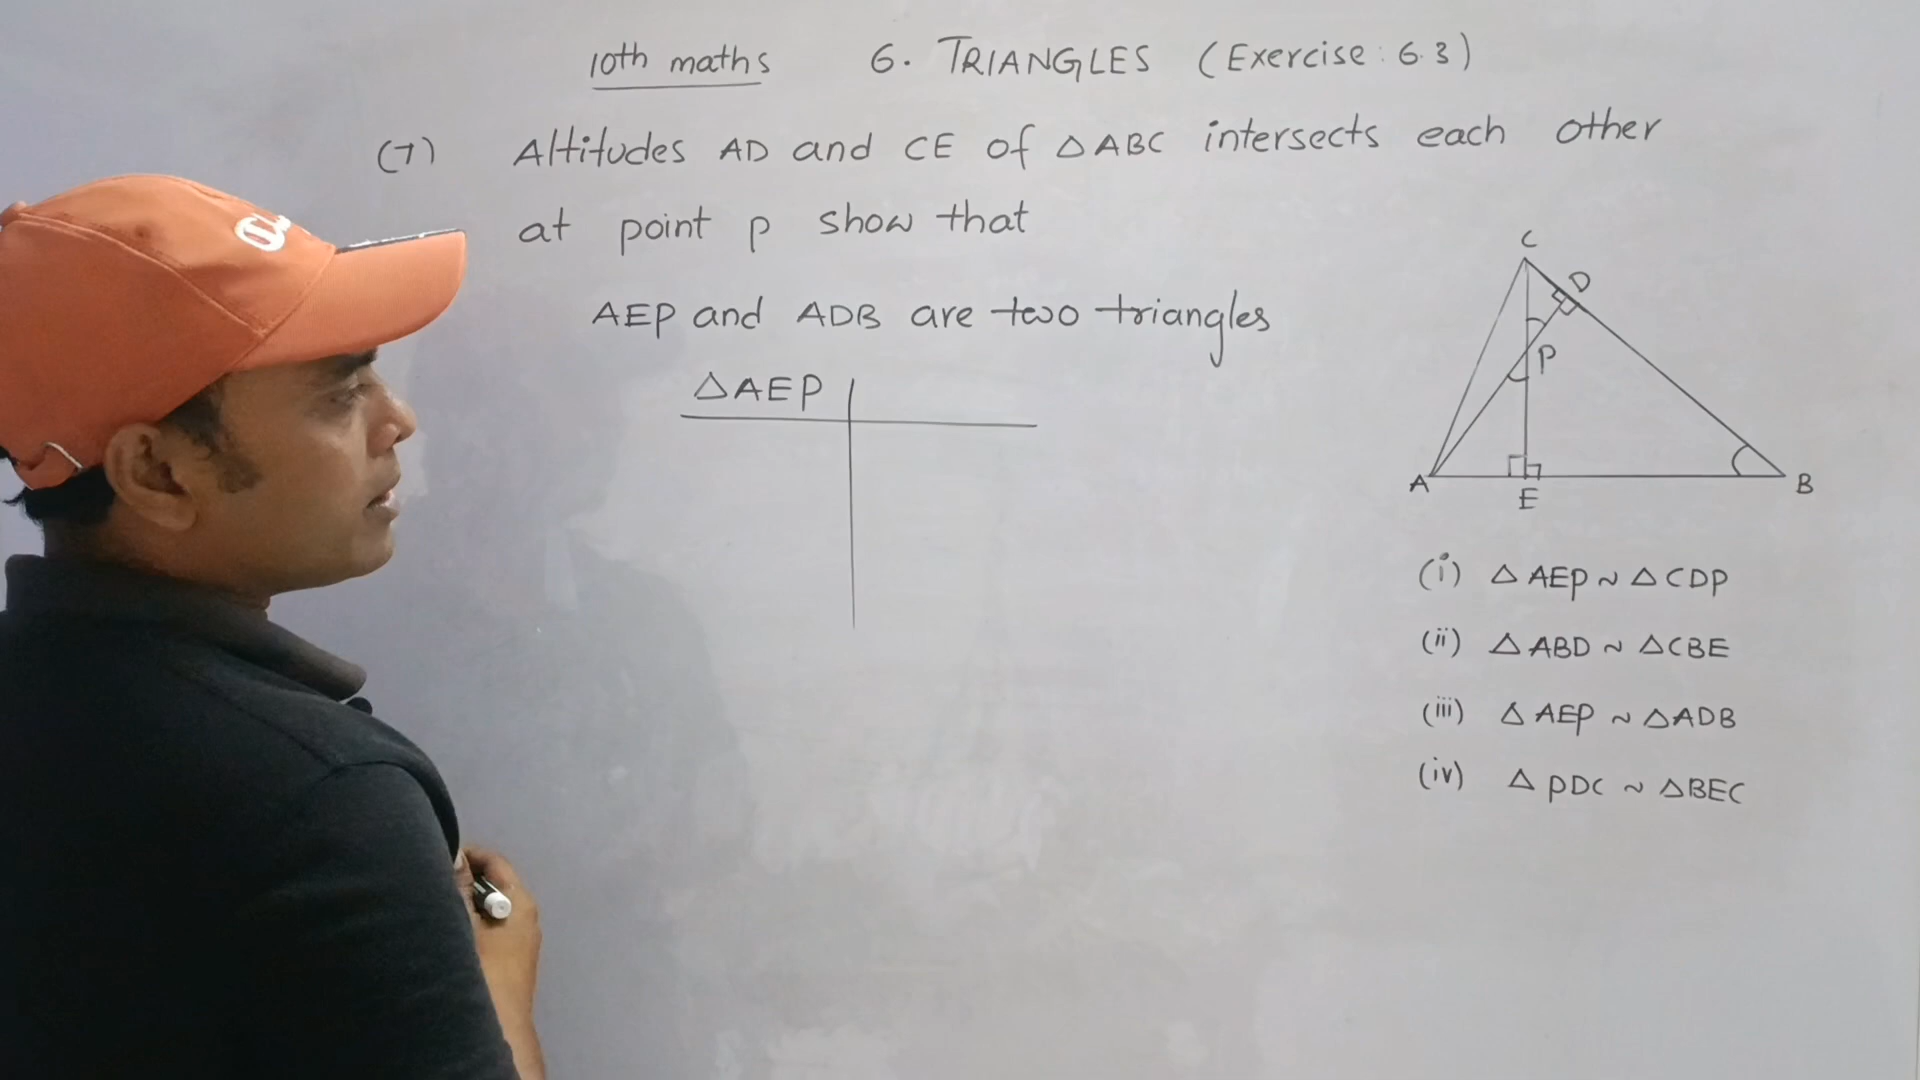 10th maths 6. TRIANGLES (Exercise: 6.3)
(7) Altitudes AD and CE of △ABC intersects each other
at point p show that
AEP and ADB are two triangles
△AEP
C
D
P
A
E
B
(i) △AEP ~ △CDP
(ii) △ABD ~ △CBE
(iii) △AEP ~ △ADB
(iv) △PDC ~ △BEC